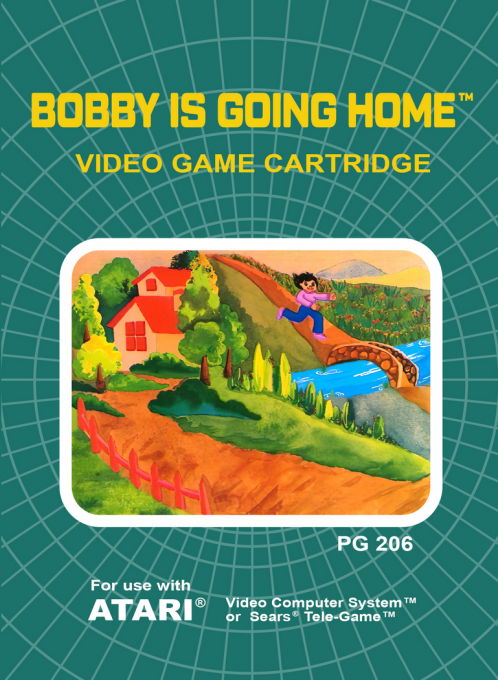 BOBBY IS GOING HOME™
VIDEO GAME CARTRIDGE
PG 206
For use with
ATARI® Video Computer System™
or Sears® Tele-Game™